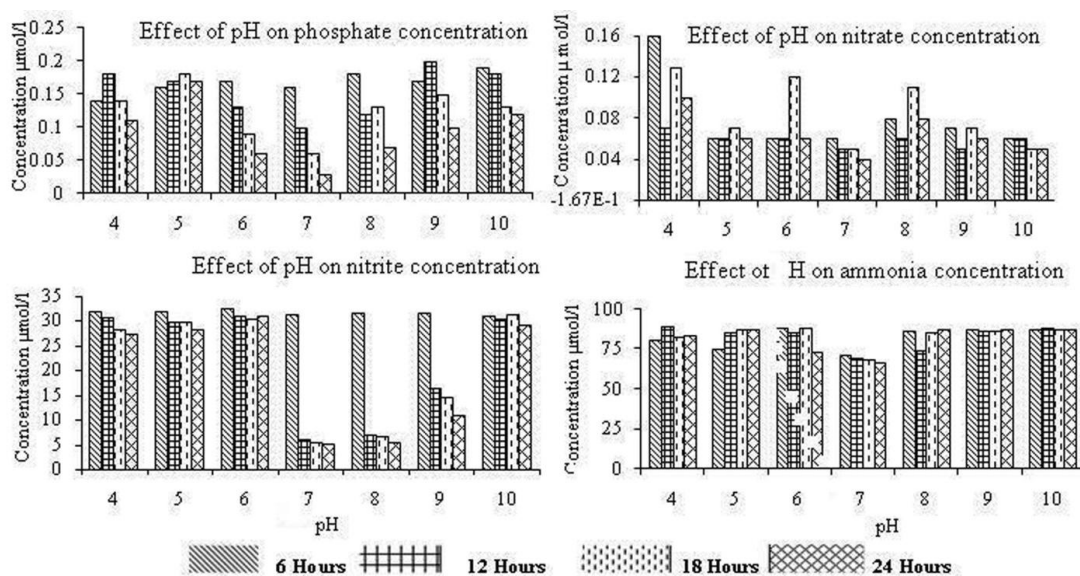 Effect of pH on phosphate concentration
Concentration µmol/l
0.25
0.2
0.15
0.1
0.05
0
4 5 6 7 8 9 10
Effect of pH on nitrate concentration
Concenration µmol/l
0.16
0.12
0.08
0.04
-1.67E-1
4 5 6 7 8 9 10
Effect of pH on nitrite concentration
Concentration µmol/l
35
30
25
20
15
10
5
0
4 5 6 7 8 9 10
pH
Effect of H on ammonia concentration
Concentration µmol/l
100
75
50
25
0
4 5 6 7 8 9 10
pH
6 Hours 12 Hours 18 Hours 24 Hours